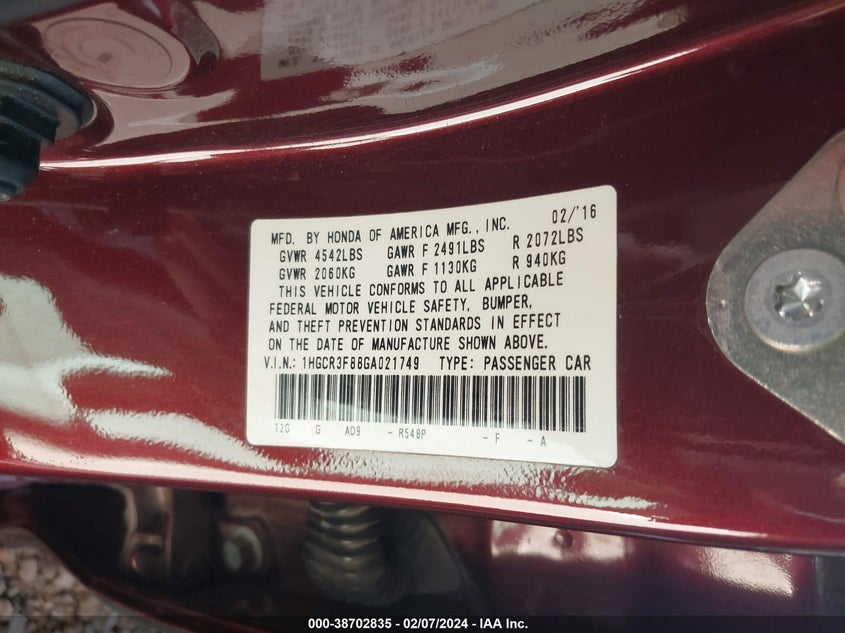 MFD. BY HONDA OF AMERICA MFG., INC. 02/'16
GVWR 4542LBS GAWR F 2491LBS R 2072LBS
GVWR 2060KG GAWR F 1130KG R 940KG
THIS VEHICLE CONFORMS TO ALL APPLICABLE
FEDERAL MOTOR VEHICLE SAFETY, BUMPER,
AND THEFT PREVENTION STANDARDS IN EFFECT
ON THE DATE OF MANUFACTURE SHOWN ABOVE.
V.I.N.: 1HGCR3F88GA021749 TYPE: PASSENGER CAR
T2G G AD9 - R548P - F - A
000-38702835 - 02/07/2024 - IAA Inc.